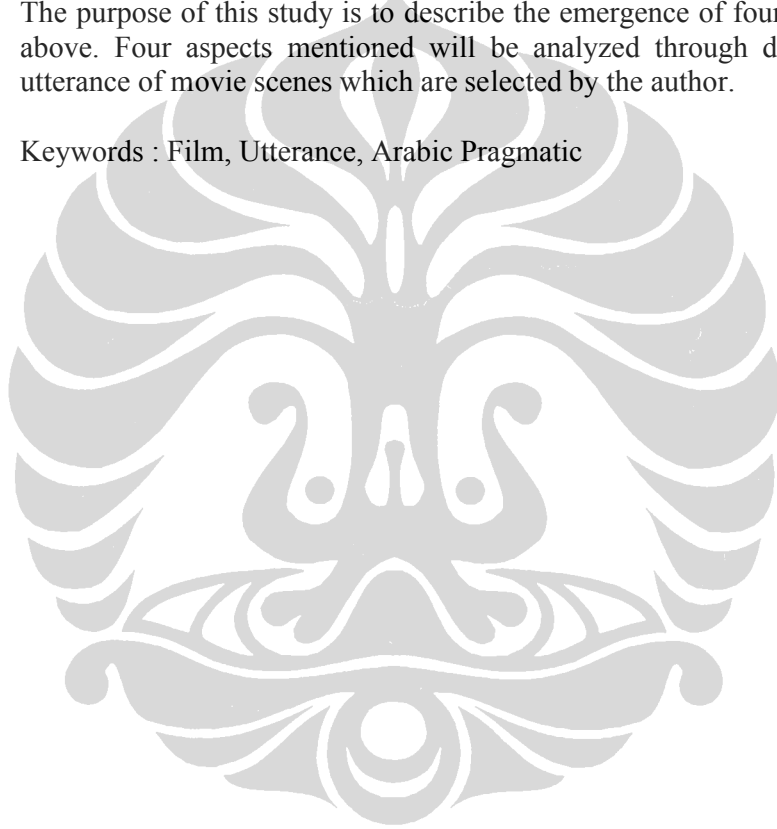 The purpose of this study is to describe the emergence of four
above. Four aspects mentioned will be analyzed through d
utterance of movie scenes which are selected by the author.
Keywords : Film, Utterance, Arabic Pragmatic